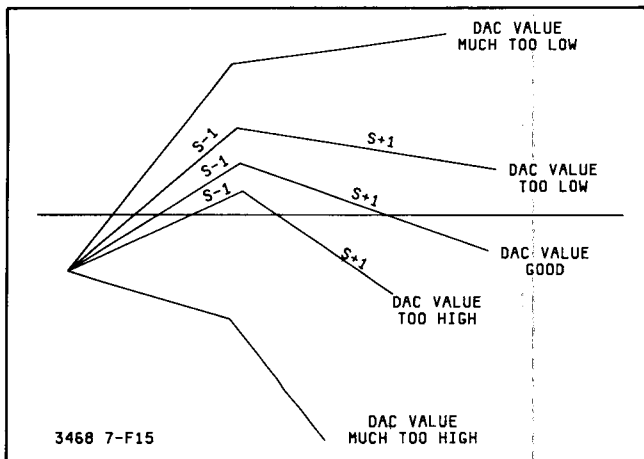 DAC VALUE
MUCH TOO LOW
S-1
S+1
S-1
DAC VALUE
TOO LOW
S-1
S+1
DAC VALUE
GOOD
S+1
DAC VALUE
TOO HIGH
DAC VALUE
MUCH TOO HIGH
3468 7-F15